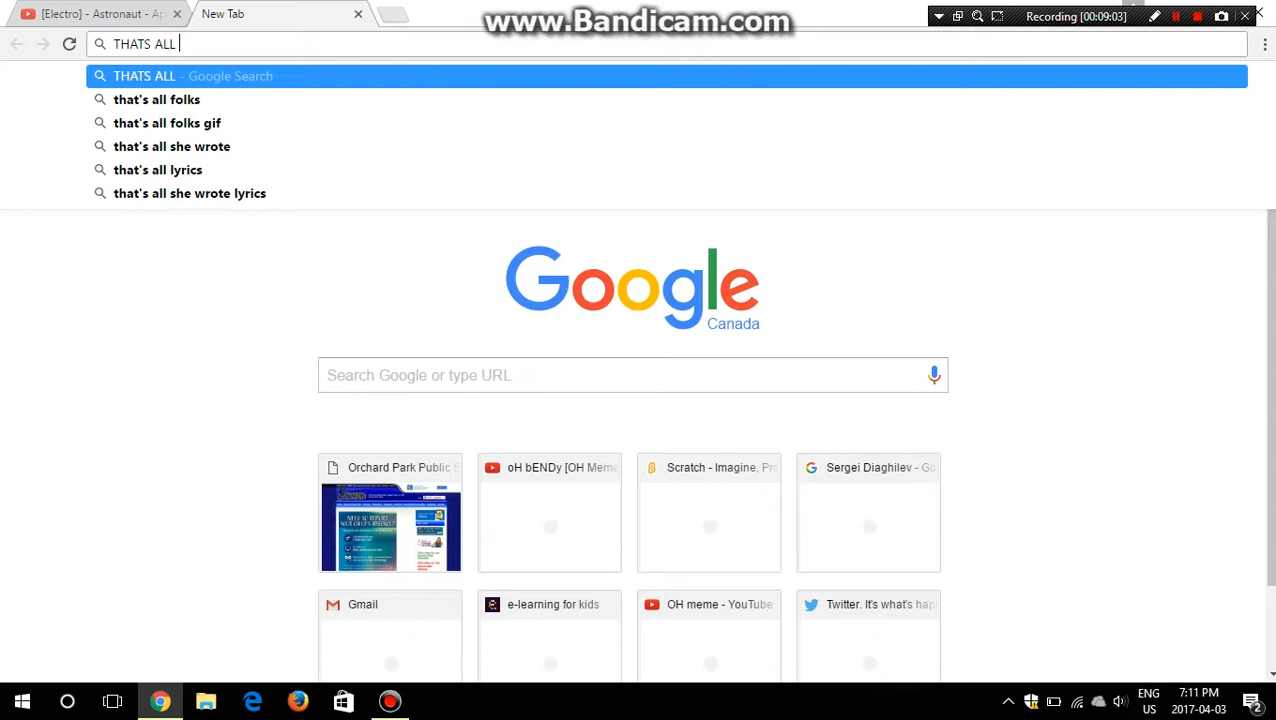 [Electro] - Astronaut - Ap
New Tab
www.Bandicam.com
Recording [00:09:03]
THATS ALL
THATS ALL - Google Search
that's all folks
that's all folks gif
that's all she wrote
that's all lyrics
that's all she wrote lyrics
Google
Canada
Search Google or type URL
Orchard Park Public S
oH bENDy [OH Meme
Scratch - Imagine, Pro
Sergei Diaghilev - Go
Gmail
e-learning for kids
OH meme - YouTube
Twitter. It's what's hap
ENG
US
7:11 PM
2017-04-03
2